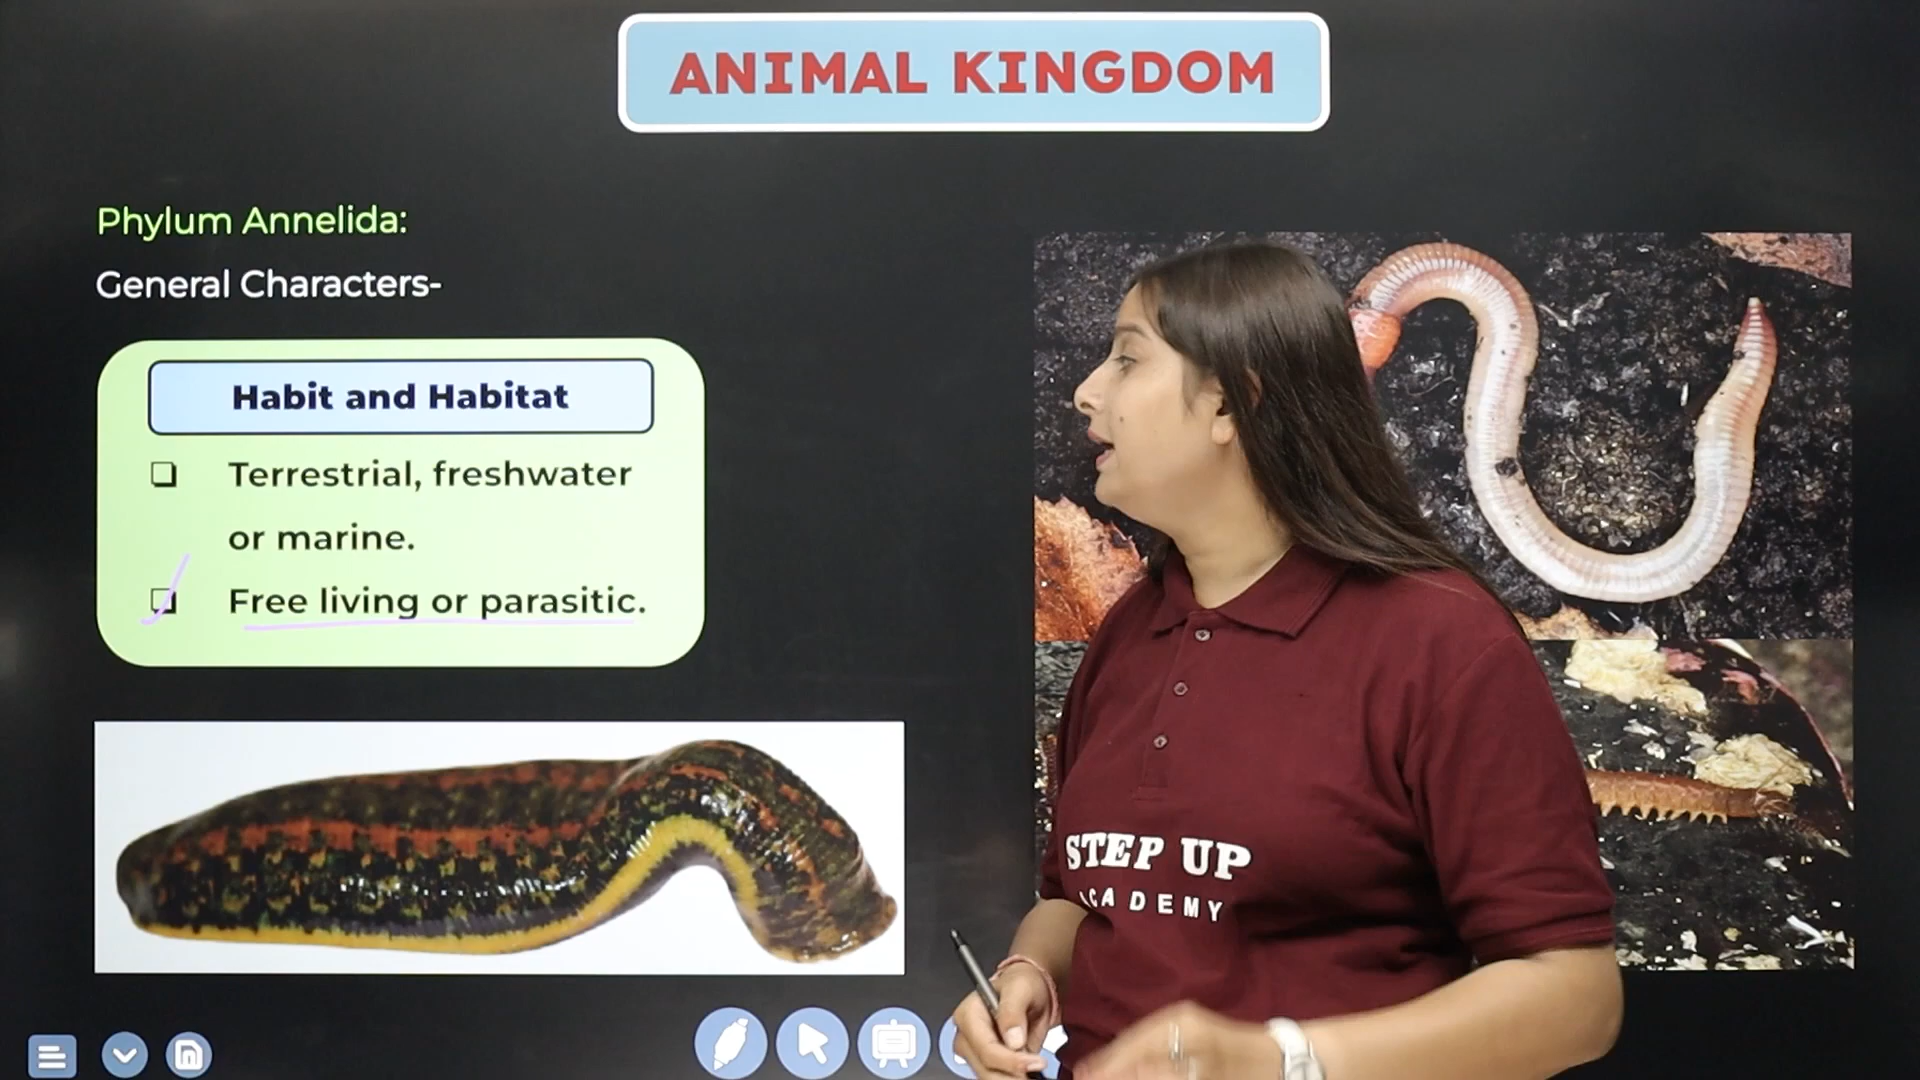 ANIMAL KINGDOM
Phylum Annelida:
General Characters-
Habit and Habitat
❑ Terrestrial, freshwater
or marine.
❑ Free living or parasitic.
STEP UP
ACADEMY